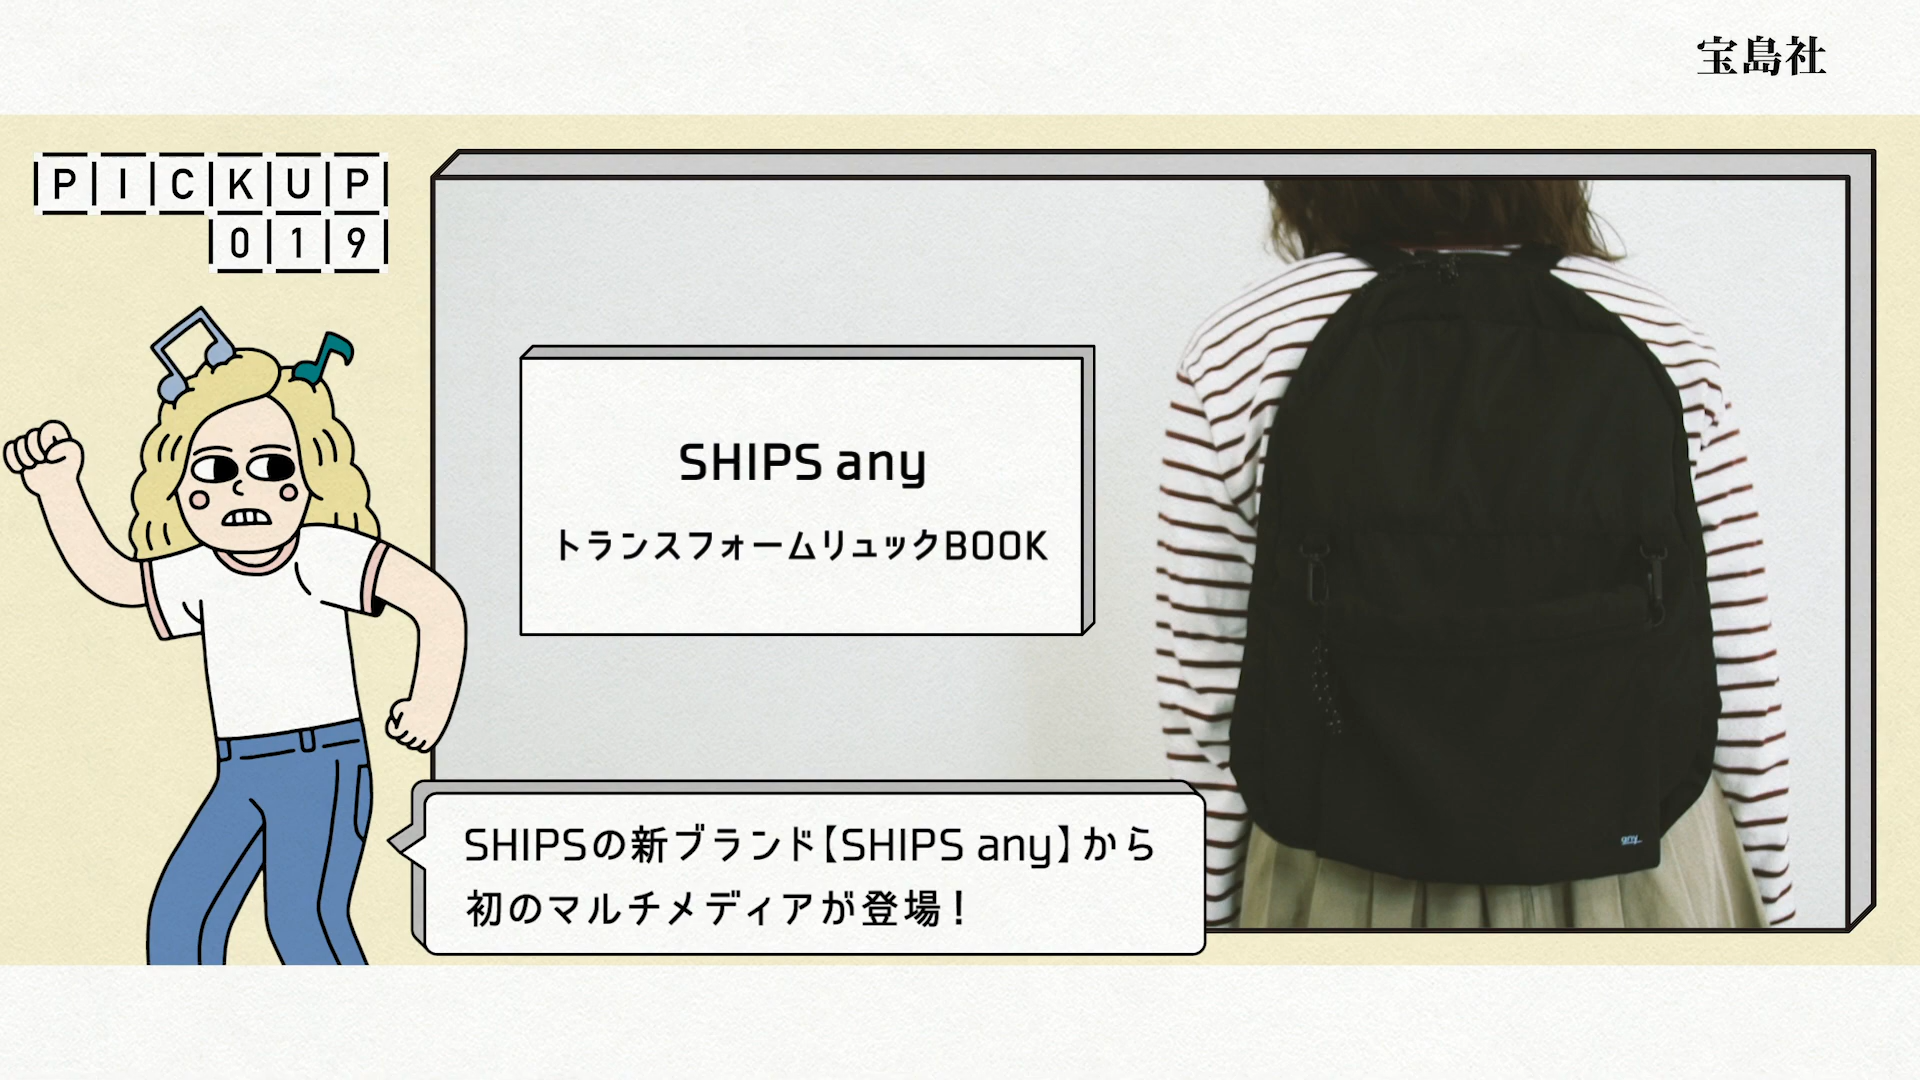 宝島社
PICKUP
019
SHIPS any
トランスフォームリュックBOOK
SHIPSの新ブランド【SHIPS any】から
初のマルチメディアが登場！
any